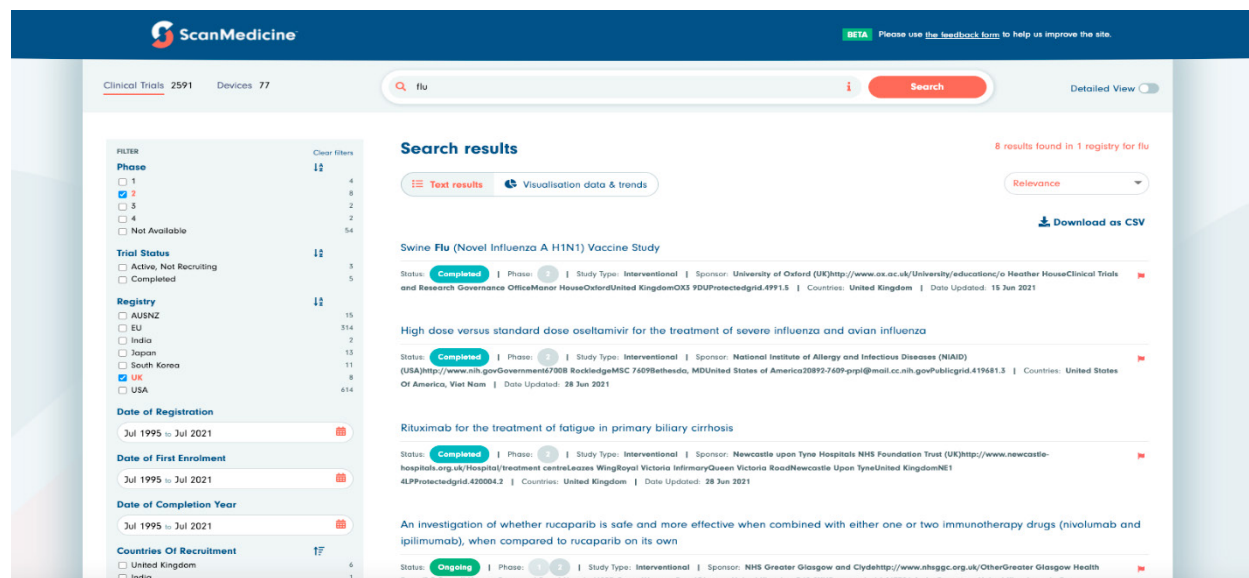 ScanMedicine
BETA Please use the feedback form to help us improve the site.
Clinical Trials 2591 Devices 77
flu
i
Search
Detailed View
FILTER Clear filters
Phase
1 4
2 8
3 2
4 2
Not Available 54
Trial Status
Active, Not Recruiting 3
Completed 5
Registry
AUSNZ 15
EU 314
India 2
Japan 13
South Korea 11
UK 8
USA 614
Date of Registration
Jul 1995 to Jul 2021
Date of First Enrolment
Jul 1995 to Jul 2021
Date of Completion Year
Jul 1995 to Jul 2021
Countries Of Recruitment
United Kingdom 6
India 1
Search results
8 results found in 1 registry for flu
Text results Visualisation data & trends
Relevance
Download as CSV
Swine Flu (Novel Influenza A H1N1) Vaccine Study
Status: Completed | Phase: 2 | Study Type: Interventional | Sponsor: University of Oxford (UK)http://www.ox.ac.uk/University/educationc/o Heather HouseClinical Trials
and Research Governance OfficeManor HouseOxfordUnited KingdomOX3 9DUProtectedgrid.4991.5 | Countries: United Kingdom | Date Updated: 15 Jun 2021
High dose versus standard dose oseltamivir for the treatment of severe influenza and avian influenza
Status: Completed | Phase: 2 | Study Type: Interventional | Sponsor: National Institute of Allergy and Infectious Diseases (NIAID)
(USA)http://www.nih.govGovernment6700B RockledgeMSC 7609Bethesda, MDUnited States of America20892-7609-prpl@mail.cc.nih.govPublicgrid.419681.3 | Countries: United States
Of America, Viet Nam | Date Updated: 28 Jun 2021
Rituximab for the treatment of fatigue in primary biliary cirrhosis
Status: Completed | Phase: 2 | Study Type: Interventional | Sponsor: Newcastle upon Tyne Hospitals NHS Foundation Trust (UK)http://www.newcastle-
hospitals.org.uk/Hospital/treatment centreLeazes WingRoyal Victoria InfirmaryQueen Victoria RoadNewcastle Upon TyneUnited KingdomNE1
4LPProtectedgrid.420004.2 | Countries: United Kingdom | Date Updated: 28 Jun 2021
An investigation of whether rucaparib is safe and more effective when combined with either one or two immunotherapy drugs (nivolumab and
ipilimumab), when compared to rucaparib on its own
Status: Ongoing | Phase: 1 2 | Study Type: Interventional | Sponsor: NHS Greater Glasgow and Clydehttp://www.nhsggc.org.uk/OtherGreater Glasgow Health